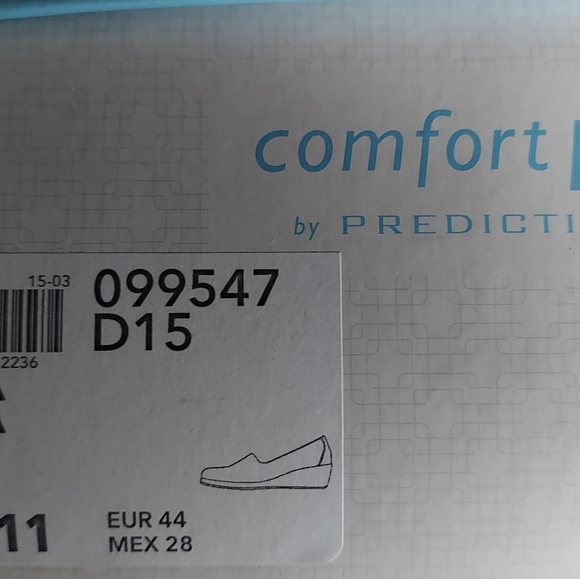 comfort
by PREDICTI
15-03
099547
D15
2236
11
EUR 44
MEX 28